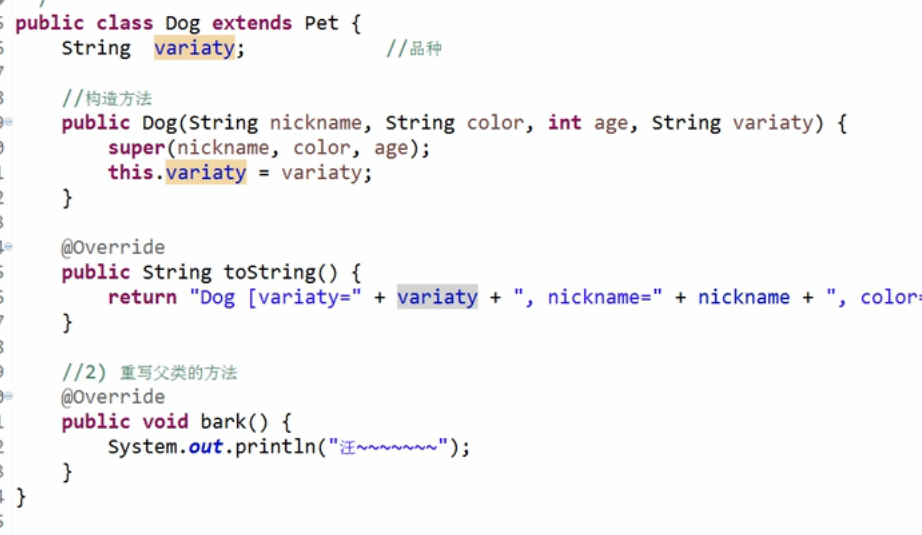 public class Dog extends Pet {
String variaty; //品种
//构造方法
public Dog(String nickname, String color, int age, String variaty) {
super(nickname, color, age);
this.variaty = variaty;
}
@Override
public String toString() {
return "Dog [variaty=" + variaty + ", nickname=" + nickname + ", color=
}
//2) 重写父类的方法
@Override
public void bark() {
System.out.println("汪~~~~~~~");
}
}